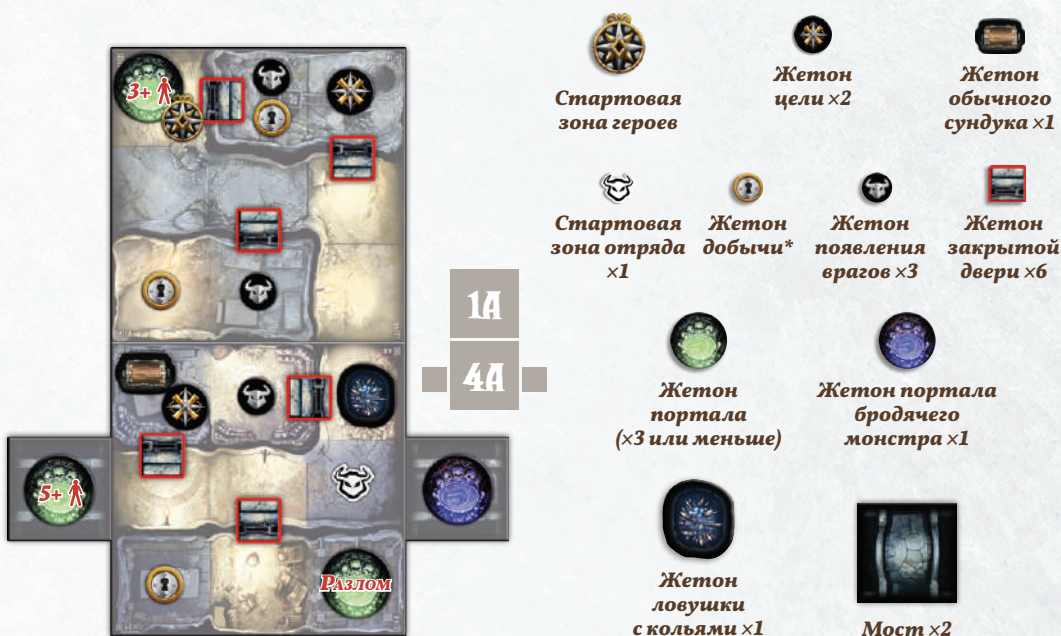 3+
5+
Разлом
1А
4А
Стартовая
зона героев
Жетон
цели ×2
Жетон
обычного
сундука ×1
Стартовая
зона отряда
×1
Жетон
добычи*
Жетон
появления
врагов ×3
Жетон
закрытой
двери ×6
Жетон
портала
(×3 или меньше)
Жетон портала
бродячего
монстра ×1
Жетон
ловушки
с кольями ×1
Мост ×2